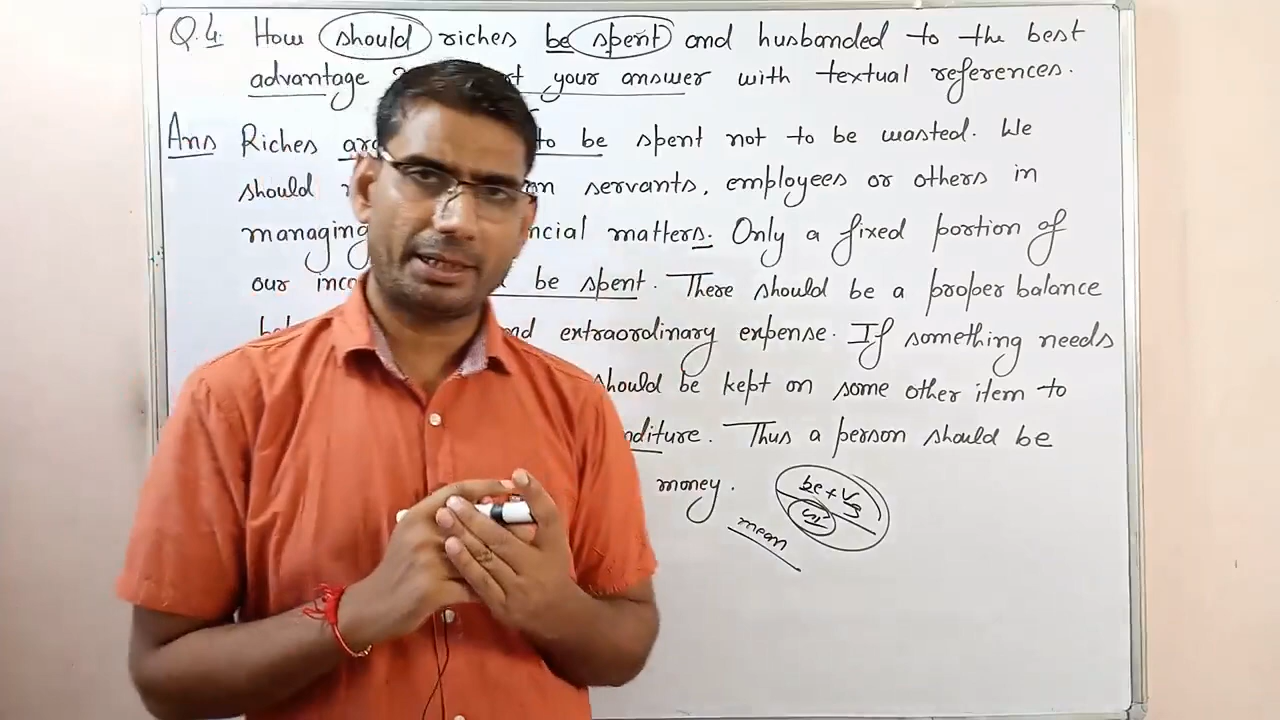 Q.4. How should riches be spent and husbanded to the best
advantage ? your answer with textual references.
Ans Riches to be spent not to be wasted. We
should servants, employees or others in
managing matters. Only a fixed portion of
our be spent. There should be a proper balance
and extraordinary expense. If something needs
should be kept on some other item to
Thus a person should be
money.
be + V3
mean